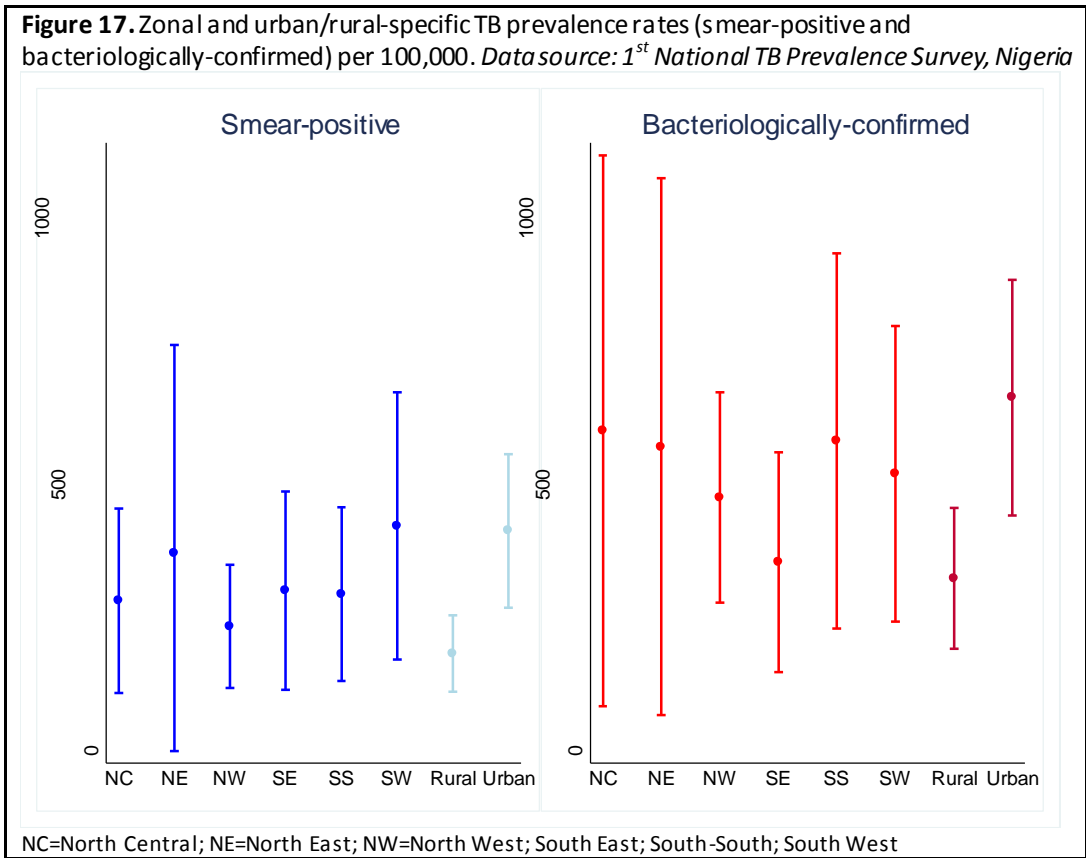 Figure 17. Zonal and urban/rural-specific TB prevalence rates (smear-positive and
bacteriologically-confirmed) per 100,000. Data source: 1st National TB Prevalence Survey, Nigeria
Smear-positive
1000
500
0
NC NE NW SE SS SW Rural Urban
Bacteriologically-confirmed
1000
500
0
NC NE NW SE SS SW Rural Urban
NC=North Central; NE=North East; NW=North West; South East; South-South; South West